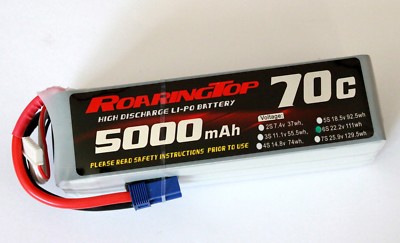 ROARINGTOP
HIGH DISCHARGE LI-PO BATTERY
70C
5000mAh
PLEASE READ SAFETY INSTRUCTIONS PRIOR TO USE
Voltage:
2S 7.4v 37wh
3S 11.1v 55.5wh
4S 14.8v 74wh
5S 18.5v 92.5wh
6S 22.2v 111wh
7S 25.9v 129.5wh